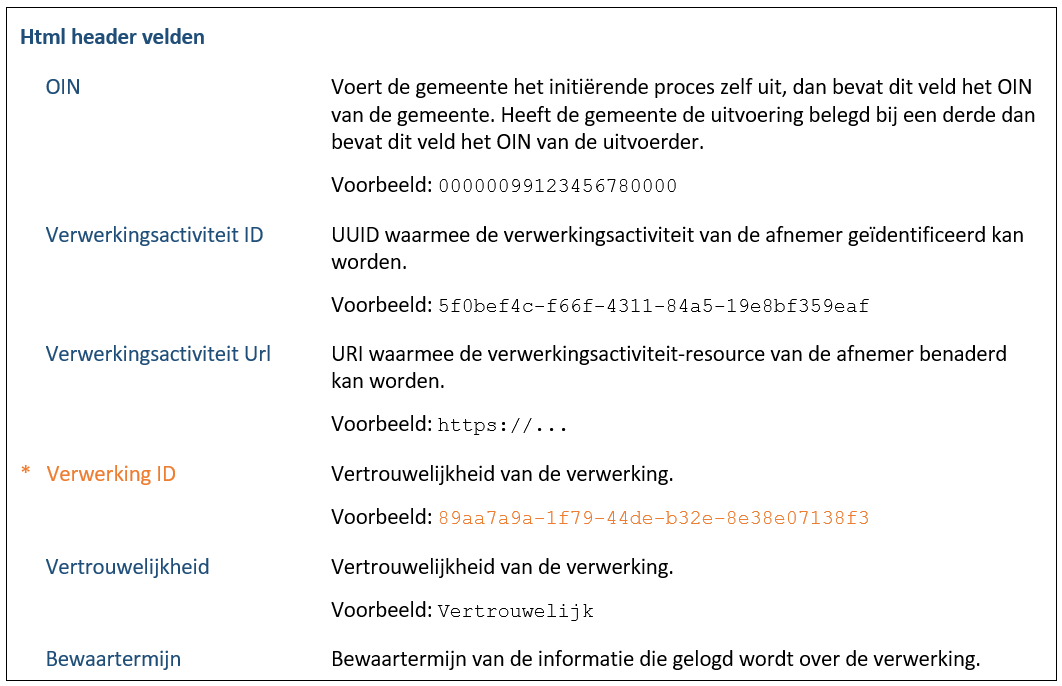 Html header velden
OIN
Voert de gemeente het initiërende proces zelf uit, dan bevat dit veld het OIN
van de gemeente. Heeft de gemeente de uitvoering belegd bij een derde dan
bevat dit veld het OIN van de uitvoerder.
Voorbeeld: 00000099123456780000
Verwerkingsactiviteit ID
UUID waarmee de verwerkingsactiviteit van de afnemer geïdentificeerd kan
worden.
Voorbeeld: 5f0bef4c-f66f-4311-84a5-19e8bf359eaf
Verwerkingsactiviteit Url
URI waarmee de verwerkingsactiviteit-resource van de afnemer benaderd
kan worden.
Voorbeeld: https://...
* Verwerking ID
Vertrouwelijkheid van de verwerking.
Voorbeeld: 89aa7a9a-1f79-44de-b32e-8e38e07138f3
Vertrouwelijkheid
Vertrouwelijkheid van de verwerking.
Voorbeeld: Vertrouwelijk
Bewaartermijn
Bewaartermijn van de informatie die gelogd wordt over de verwerking.